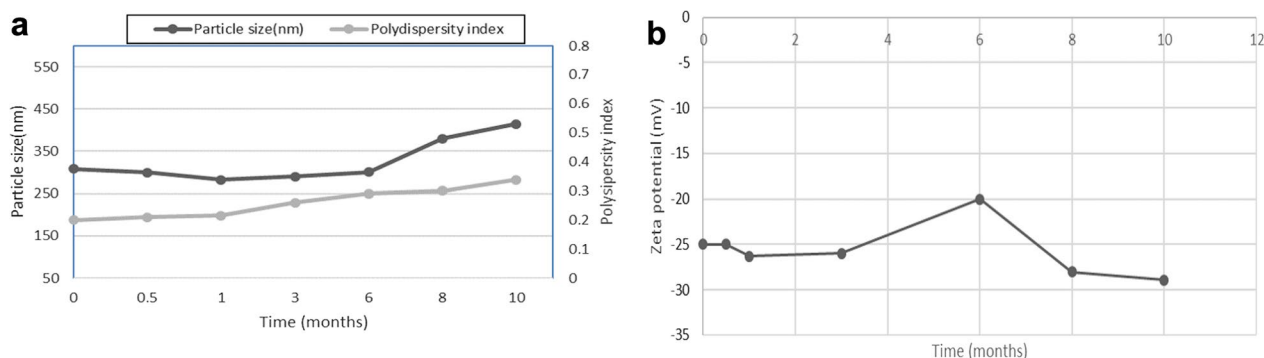 a
Particle size(nm) Polydispersity index
Particle size(nm)
550
450
350
250
150
50
0.8
0.7
0.6
0.5
0.4
0.3
0.2
0.1
0
Polysipersity index
0 0.5 1 3 6 8 10
Time (months)
b
0
-5
-10
-15
-20
-25
-30
-35
0 2 4 6 8 10 12
Zeta potential (mV)
Time (months)